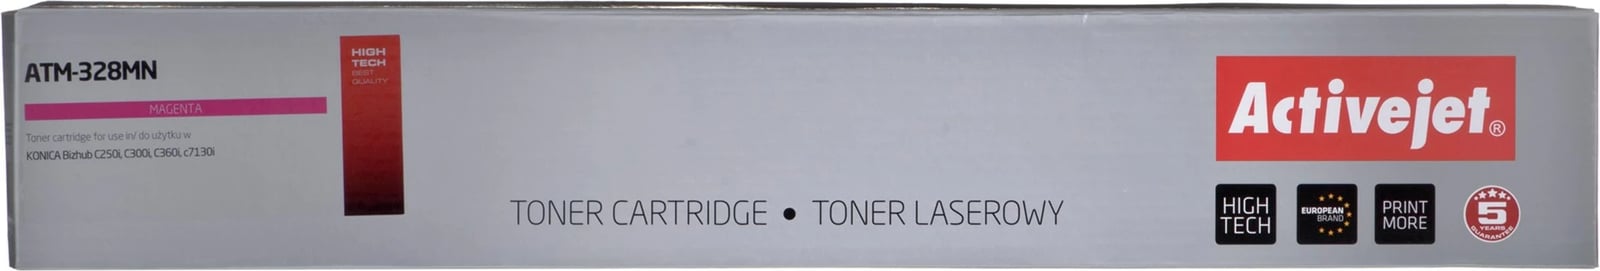 ATM-328MN
MAGENTA
Toner cartridge for use in/ do użytku w
KONICA Bizhub C250i, C300i, C360i, c7130i
HIGH
TECH
BEST
QUALITY
TONER CARTRIDGE • TONER LASEROWY
Activejet®
HIGH
TECH
EUROPEAN
BRAND
PRINT
MORE
5
YEARS
GUARANTEE